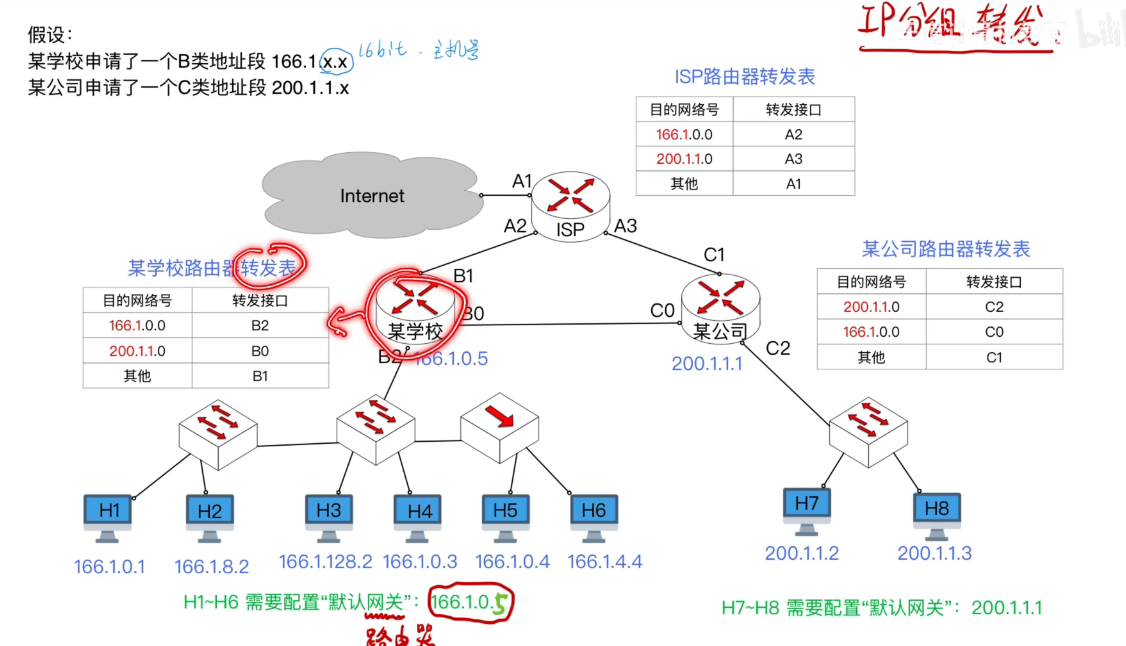 IP分组 转发
假设：
某学校申请了一个B类地址段 166.1.x.x 16bit . 主机号
某公司申请了一个C类地址段 200.1.1.x
ISP路由器转发表
目的网络号 转发接口
166.1.0.0 A2
200.1.1.0 A3
其他 A1
Internet
A1
A2
ISP
A3
某学校路由器转发表
目的网络号 转发接口
166.1.0.0 B2
200.1.1.0 B0
其他 B1
B1
B0
某学校
B2
166.1.0.5
C1
C0
某公司
C2
200.1.1.1
某公司路由器转发表
目的网络号 转发接口
200.1.1.0 C2
166.1.0.0 C0
其他 C1
H1 H2 H3 H4 H5 H6
166.1.0.1 166.1.8.2 166.1.128.2 166.1.0.3 166.1.0.4 166.1.4.4
H7 H8
200.1.1.2 200.1.1.3
H1~H6 需要配置“默认网关”：166.1.0.5
路由器
H7~H8 需要配置“默认网关”：200.1.1.1